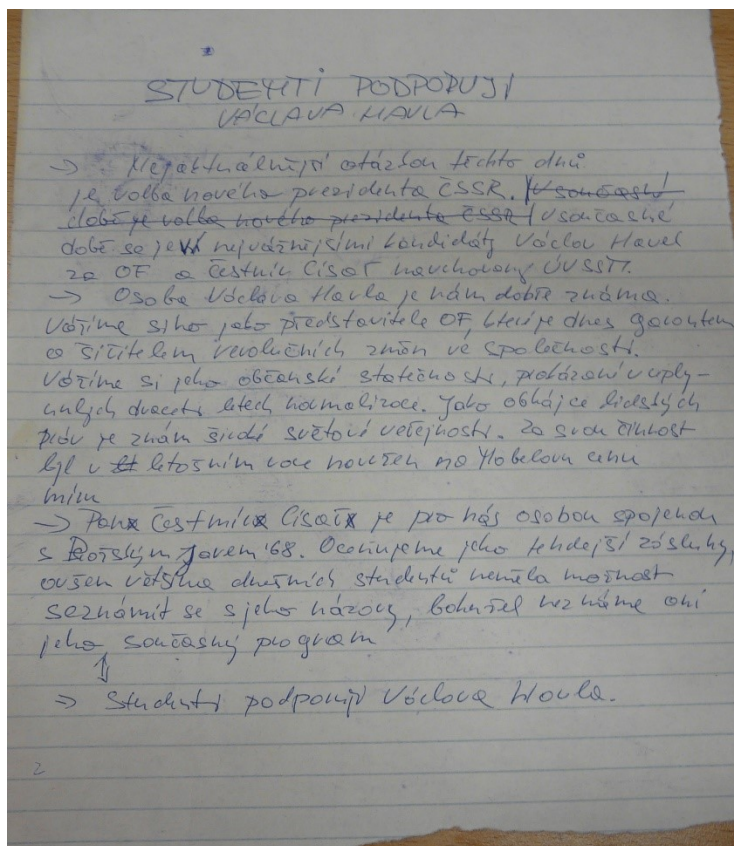 STUDENTI PODPORUJÍ
VÁCLAVA HAVLA
→ Nejaktuálnější otázkou těchto dnů
je volba nového prezidenta ČSSR. V současné
době je volba nového prezidenta ČSSR V současné
době se jeví nejvážnějšími kandidáty Václav Havel
za OF a Čestmír Císař navrhovaný ÚV SSM.
→ Osoba Václava Havla je nám dobře známa.
Vážíme si ho jako představitele OF, které je dnes garantem
a šiřitelem revolučních změn ve společnosti.
Vážíme si jeho občanské statečnosti, prokázané v uply-
nulých dvaceti letech normalizace. Jako obhájce lidských
práv je znám široké světové veřejnosti. Za svou činnost
byl v letošním roce navržen na Nobelovu cenu
míru
→ Pan Čestmír Císař je pro nás osobou spojenou
s Pražským jarem '68. Oceňujeme jeho tehdejší zásluhy,
ovšem většina dnešních studentů neměla možnost
seznámit se s jeho názory, bohužel neznáme ani
jeho současný program
⇒ Studenti podporují Václava Havla.
2